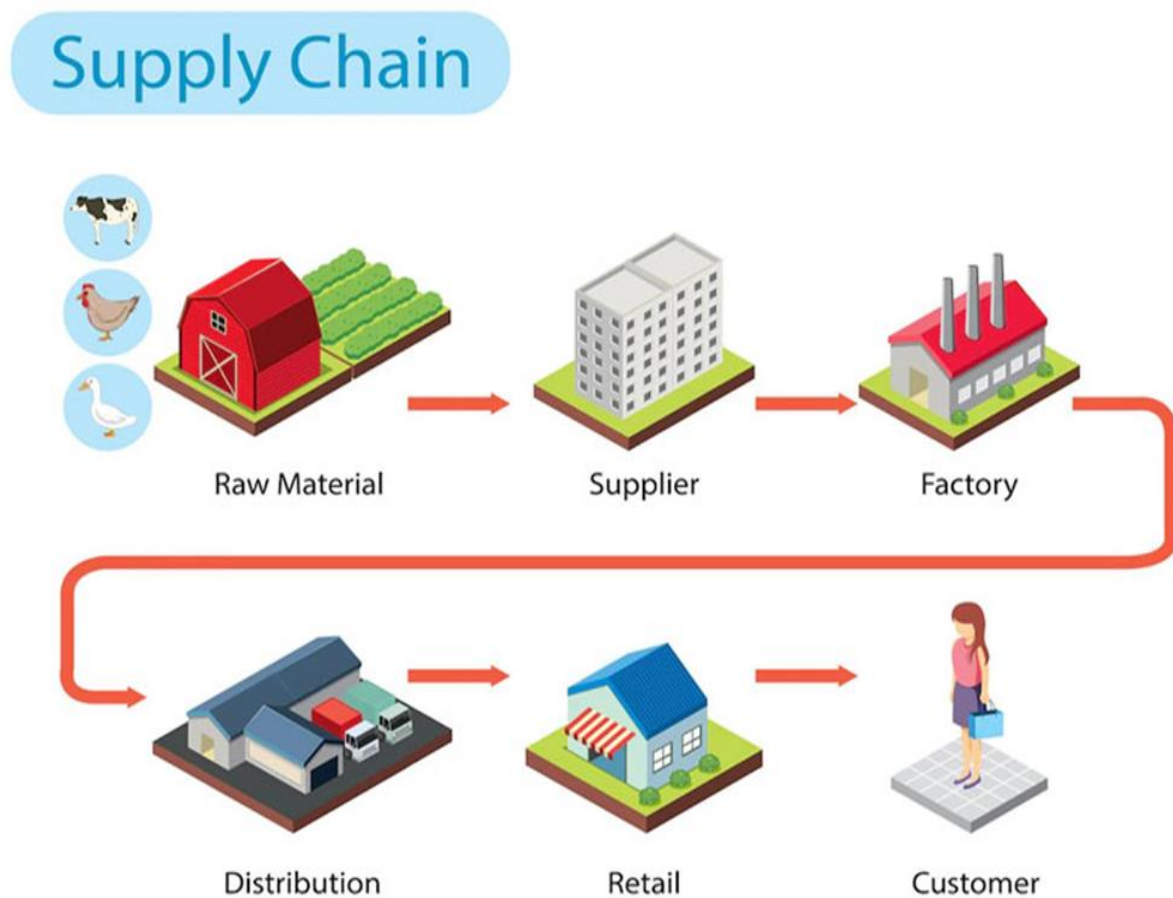 Supply Chain
Raw Material
Supplier
Factory
Distribution
Retail
Customer